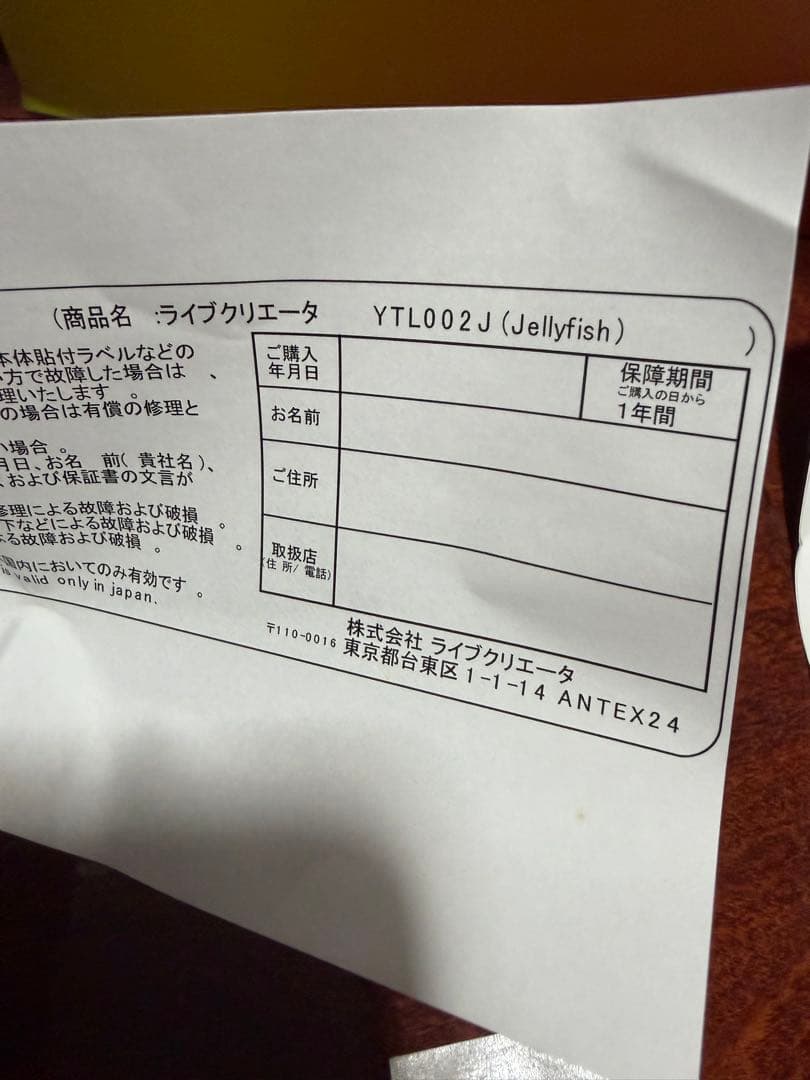 (商品名 :ライブクリエータ YTL002J(Jellyfish) )
本体貼付ラベルなどの
い方で故障した場合は 、
理いたします 。
の場合は有償の修理と
い場合 。
月日、お名 前( 貴社名)、
および保証書の文言が
修理による故障および破損 。
下などによる故障および破損 。
よる故障および破損 。
国内においてのみ有効です 。
is valid only in japan.
ご購入
年月日
保障期間
ご購入の日から
1年間
お名前
ご住所
取扱店
(住 所/ 電話)
株式会社 ライブクリエータ
〒110-0016 東京都台東区1-1-14 ANTEX24